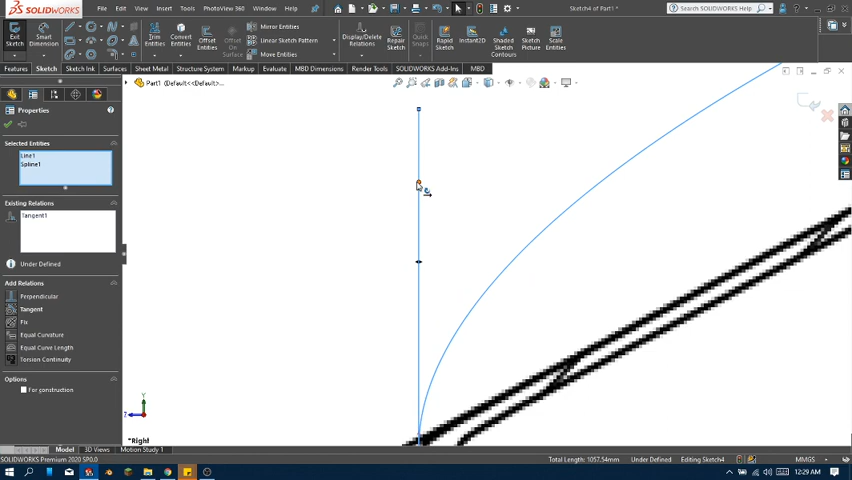 SOLIDWORKS
File Edit View Insert Tools PhotoView 360 Window Help
Sketch4 of Part1 *
Search SOLIDWORKS Help
Exit Sketch
Smart Dimension
Trim Entities
Convert Entities
Offset Entities
Offset On Surface
Mirror Entities
Linear Sketch Pattern
Move Entities
Display/Delete Relations
Repair Sketch
Quick Snaps
Rapid Sketch
Instant2D
Shaded Sketch Contours
Sketch Picture
Scale Entities
Features Sketch Sketch Ink Surfaces Sheet Metal Structure System Markup Evaluate MBD Dimensions Render Tools SOLIDWORKS Add-Ins MBD
Part1 (Default<<Default>...
Properties
Selected Entities
Line1
Spline1
Existing Relations
Tangent1
Under Defined
Add Relations
Perpendicular
Tangent
Fix
Equal Curvature
Equal Curve Length
Torsion Continuity
Options
For construction
Y
Z
*Right
Model 3D Views Motion Study 1
SOLIDWORKS Premium 2020 SP0.0
Total Length: 1057.54mm Under Defined Editing Sketch4 MMGS
12:29 AM